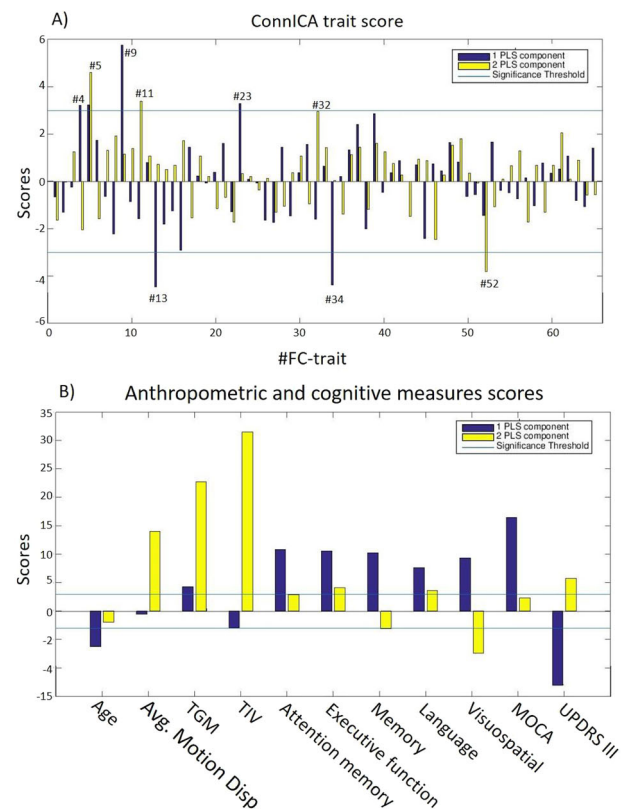 A)
ConnICA trait score
6
4
2
0
-2
-4
-6
Scores
1 PLS component
2 PLS component
Significance Threshold
#4
#5
#9
#11
#13
#23
#32
#34
#52
0 10 20 30 40 50 60
#FC-trait
B)
Anthropometric and cognitive measures scores
35
30
25
20
15
10
5
0
-2
-4
-15
Scores
1 PLS component
2 PLS component
Significance Threshold
Age
Avg. Motion Disp
TGM
TIV
Attention memory
Executive function
Memory
Language
Visuospatial
MOCA
UPDRS III